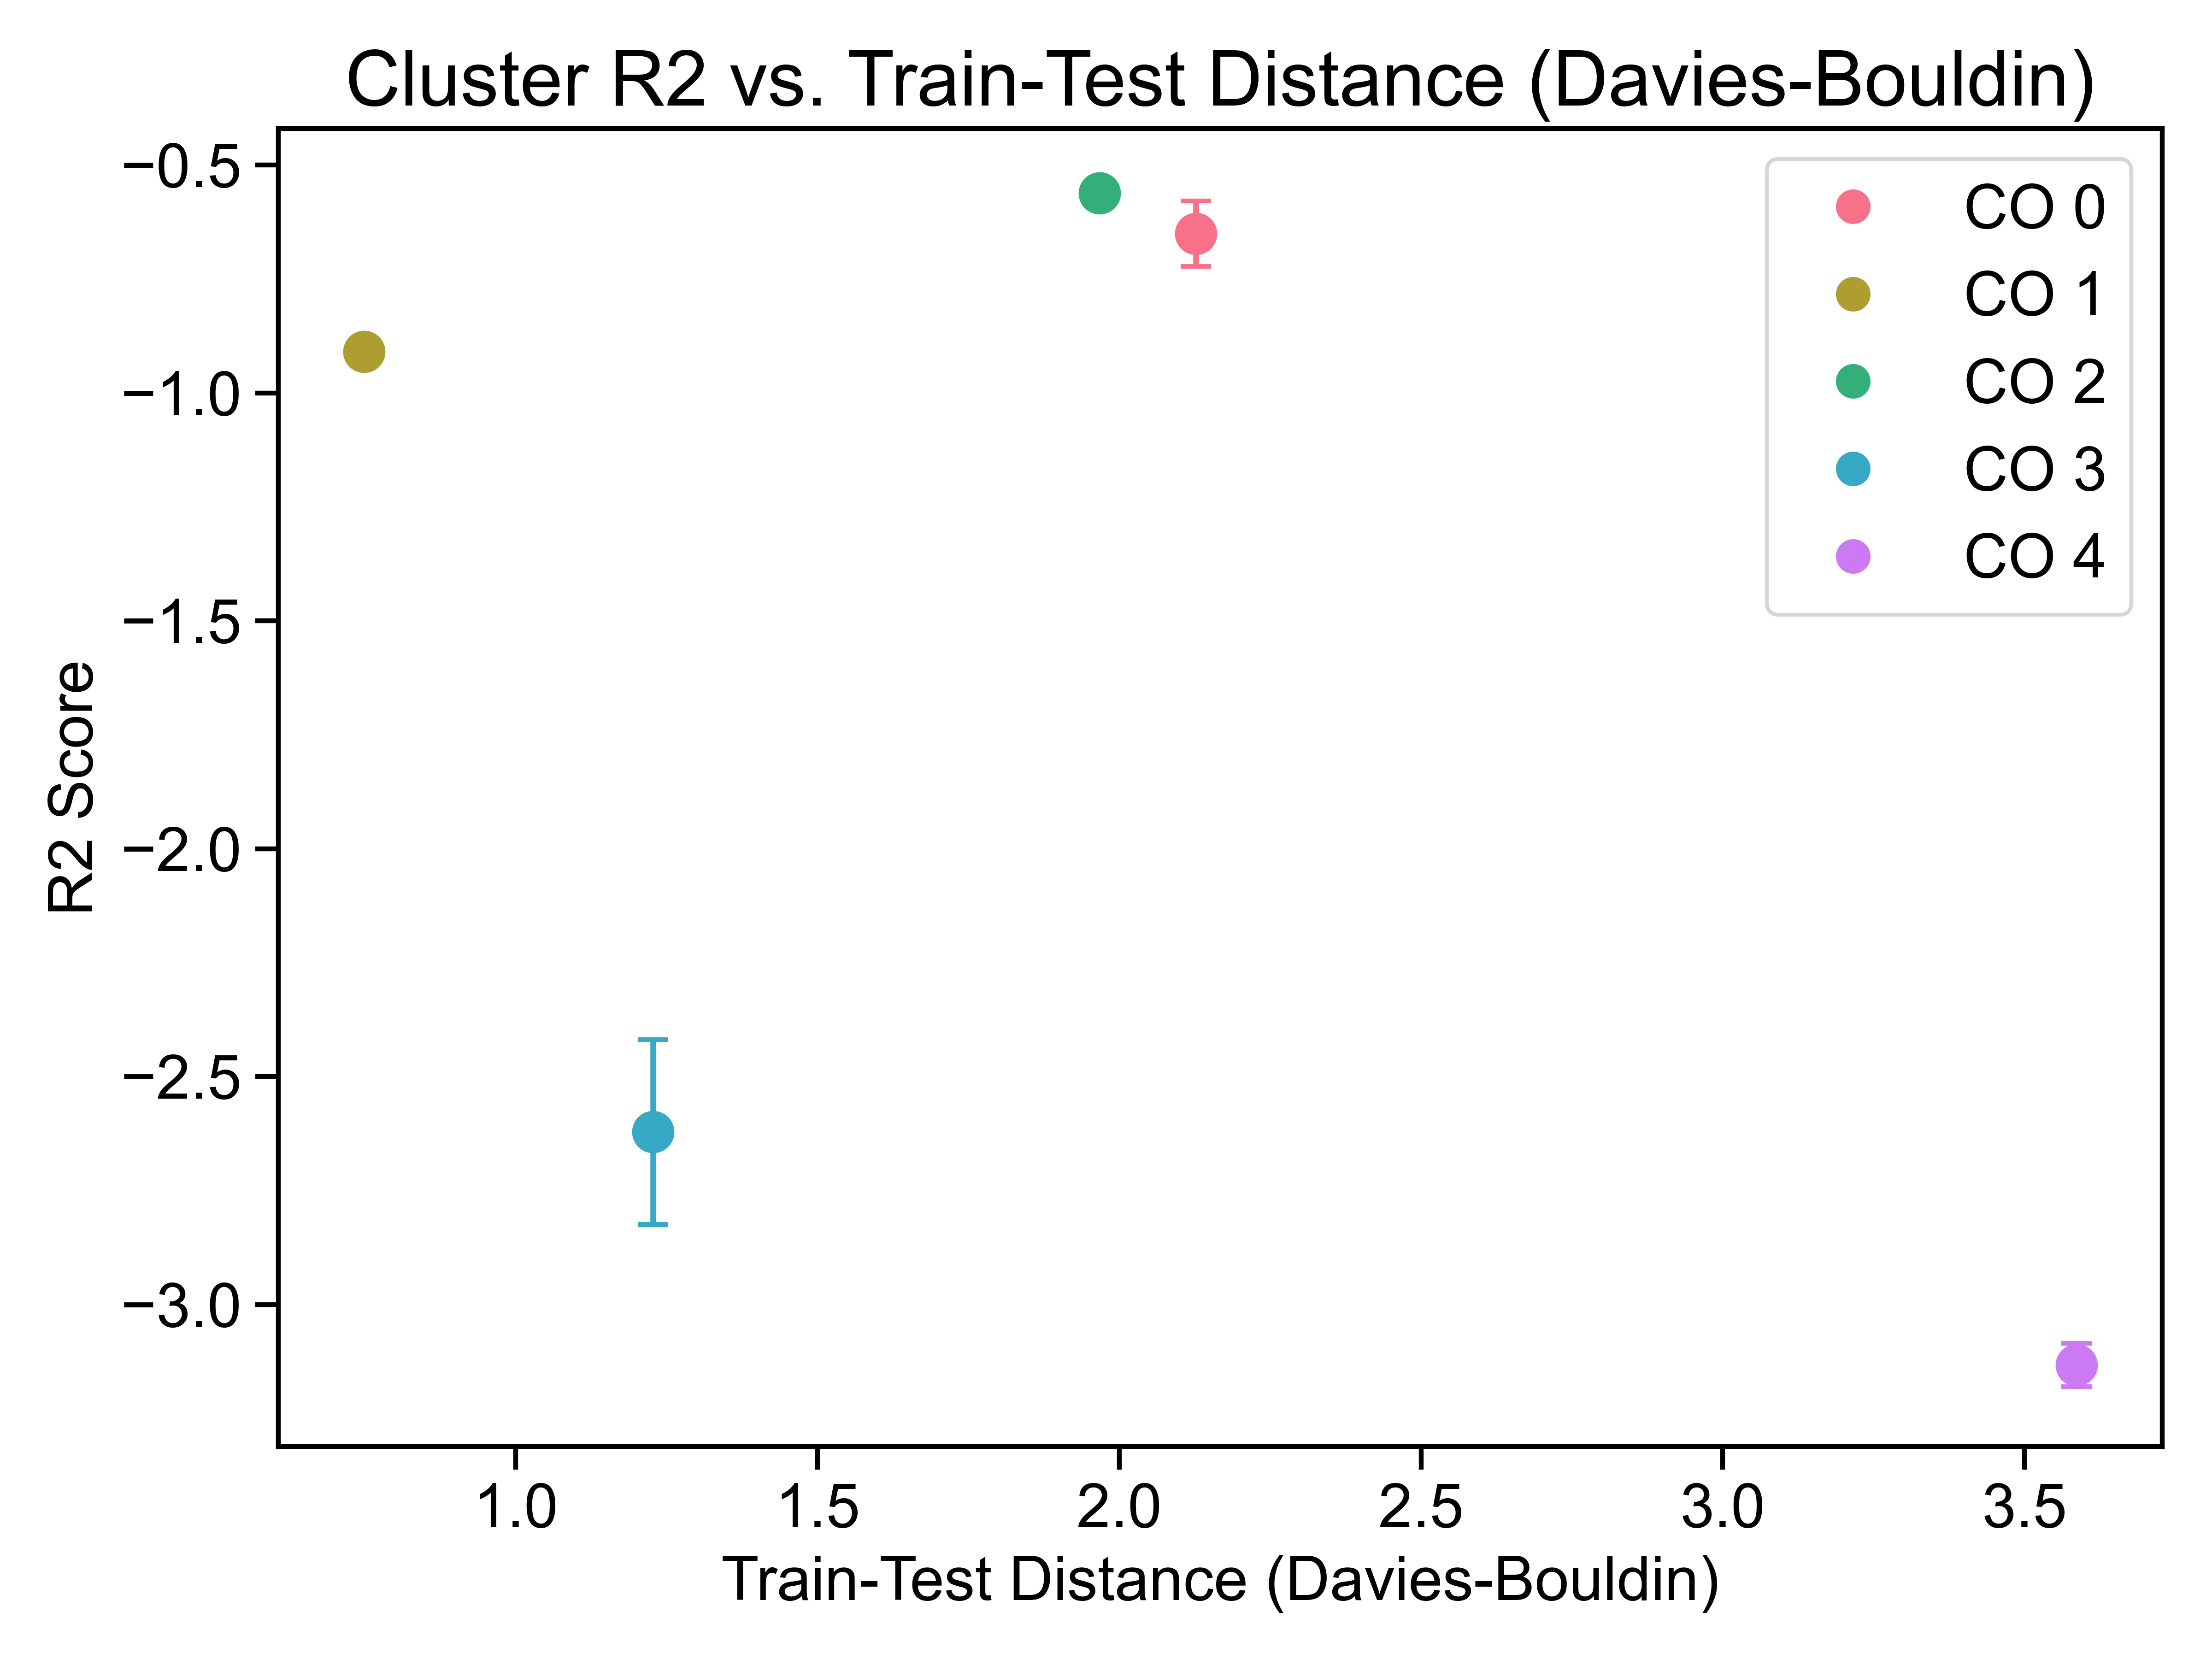 Cluster R2 vs. Train-Test Distance (Davies-Bouldin)
−0.5
−1.0
−1.5
−2.0
−2.5
−3.0
R2 Score
CO 0
CO 1
CO 2
CO 3
CO 4
1.0 1.5 2.0 2.5 3.0 3.5
Train-Test Distance (Davies-Bouldin)